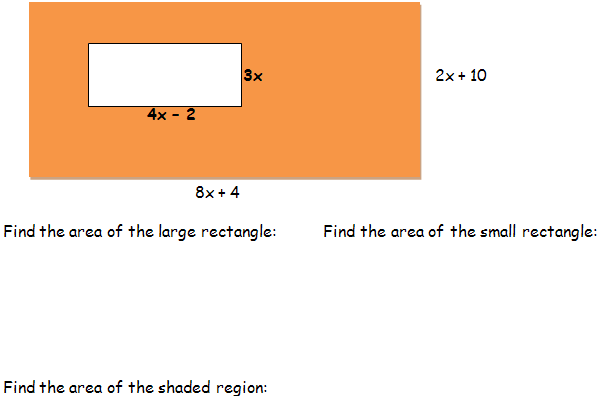 3x
2x + 10
4x - 2
8x + 4
Find the area of the large rectangle:
Find the area of the small rectangle:
Find the area of the shaded region: